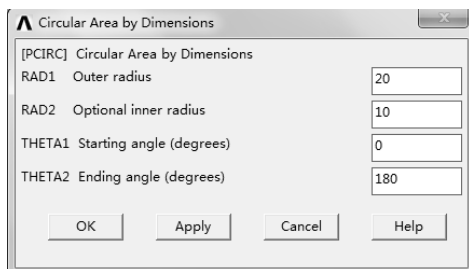 Circular Area by Dimensions
[PCIRC] Circular Area by Dimensions
RAD1 Outer radius 20
RAD2 Optional inner radius 10
THETA1 Starting angle (degrees) 0
THETA2 Ending angle (degrees) 180
OK Apply Cancel Help